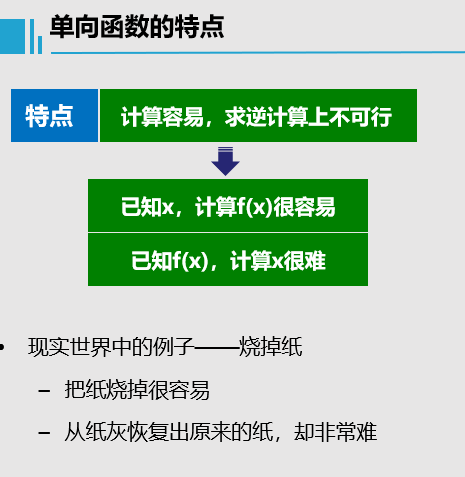 单向函数的特点
特点
计算容易，求逆计算上不可行
已知x，计算f(x)很容易
已知f(x)，计算x很难
• 现实世界中的例子——烧掉纸
– 把纸烧掉很容易
– 从纸灰恢复出原来的纸，却非常难